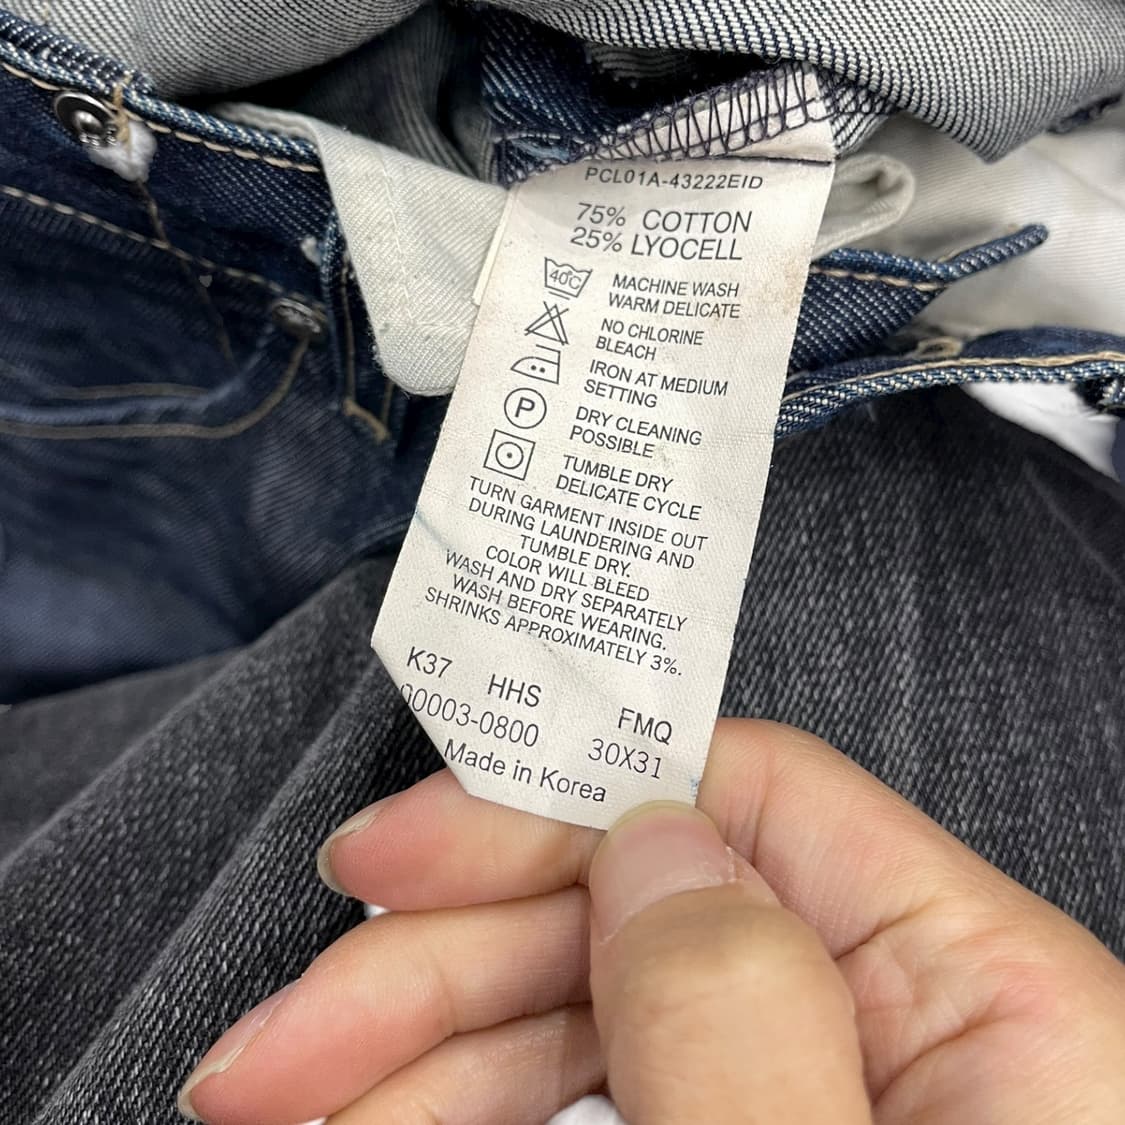 PCL01A-43222EID
75% COTTON
25% LYOCELL
40°C
MACHINE WASH
WARM DELICATE
NO CHLORINE
BLEACH
IRON AT MEDIUM
SETTING
P
DRY CLEANING
POSSIBLE
TUMBLE DRY
DELICATE CYCLE
TURN GARMENT INSIDE OUT
DURING LAUNDERING AND
TUMBLE DRY.
COLOR WILL BLEED
WASH AND DRY SEPARATELY
WASH BEFORE WEARING.
SHRINKS APPROXIMATELY 3%.
K37 HHS FMQ
00003-0800 30X31
Made in Korea